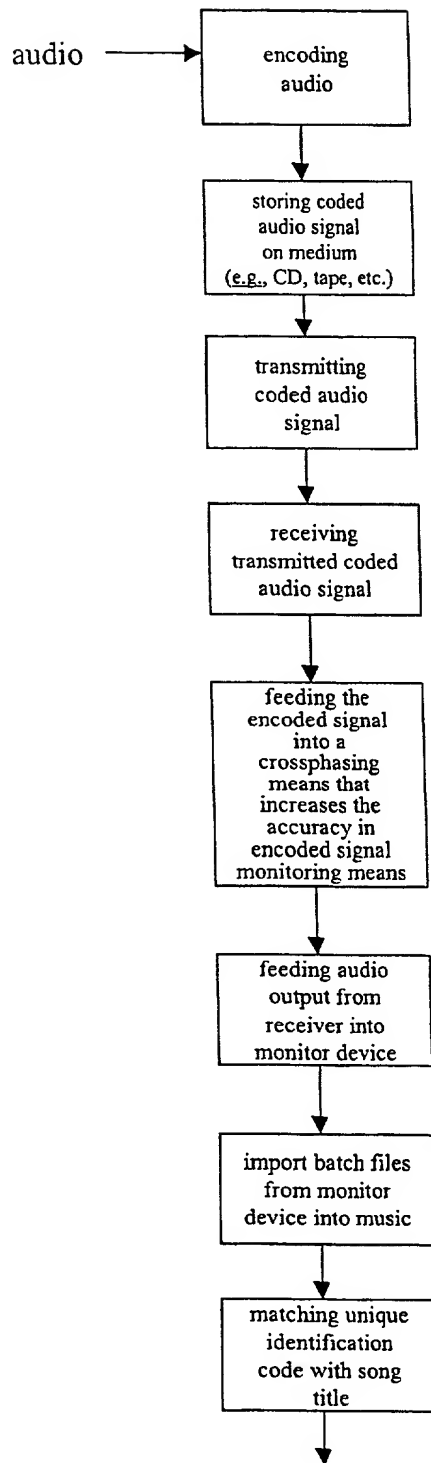 audio
encoding
audio
storing coded
audio signal
on medium
(e.g., CD, tape, etc.)
transmitting
coded audio
signal
receiving
transmitted coded
audio signal
feeding the
encoded signal
into a
crossphasing
means that
increases the
accuracy in
encoded signal
monitoring means
feeding audio
output from
receiver into
monitor device
import batch files
from monitor
device into music
matching unique
identification
code with song
title